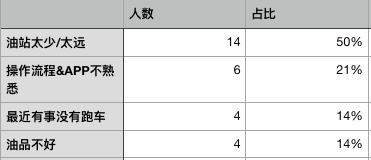 人数 占比
油站太少/太远 14 50%
操作流程&APP不熟 6 21%
悉
最近有事没有跑车 4 14%
油品不好 4 14%